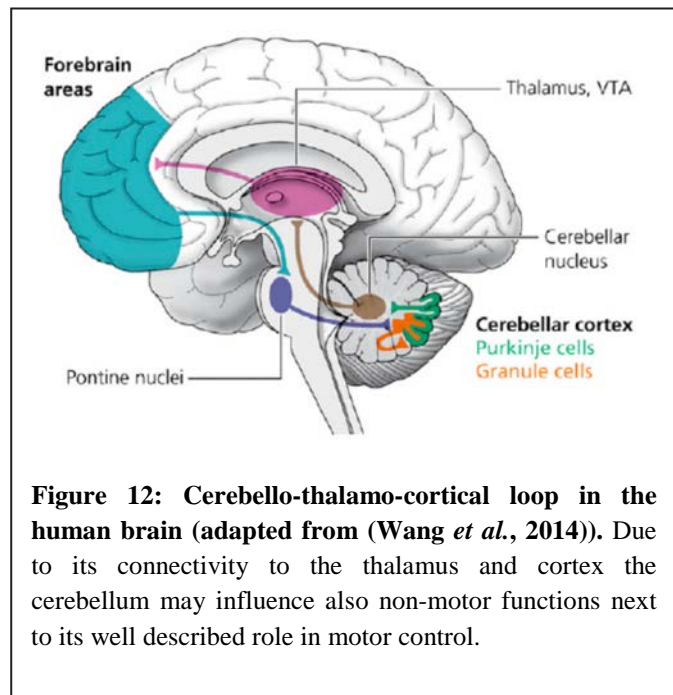 Forebrain
areas
Thalamus, VTA
Cerebellar
nucleus
Cerebellar cortex
Purkinje cells
Granule cells
Pontine nuclei
Figure 12: Cerebello-thalamo-cortical loop in the
human brain (adapted from (Wang et al., 2014)). Due
to its connectivity to the thalamus and cortex the
cerebellum may influence also non-motor functions next
to its well described role in motor control.